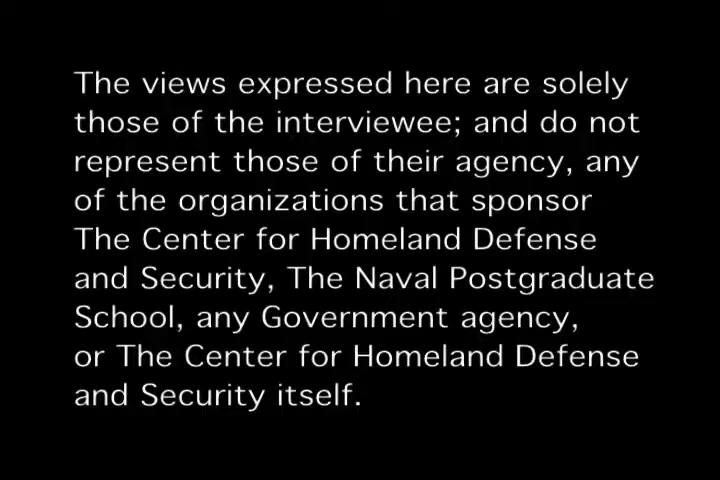 The views expressed here are solely
those of the interviewee; and do not
represent those of their agency, any
of the organizations that sponsor
The Center for Homeland Defense
and Security, The Naval Postgraduate
School, any Government agency,
or The Center for Homeland Defense
and Security itself.